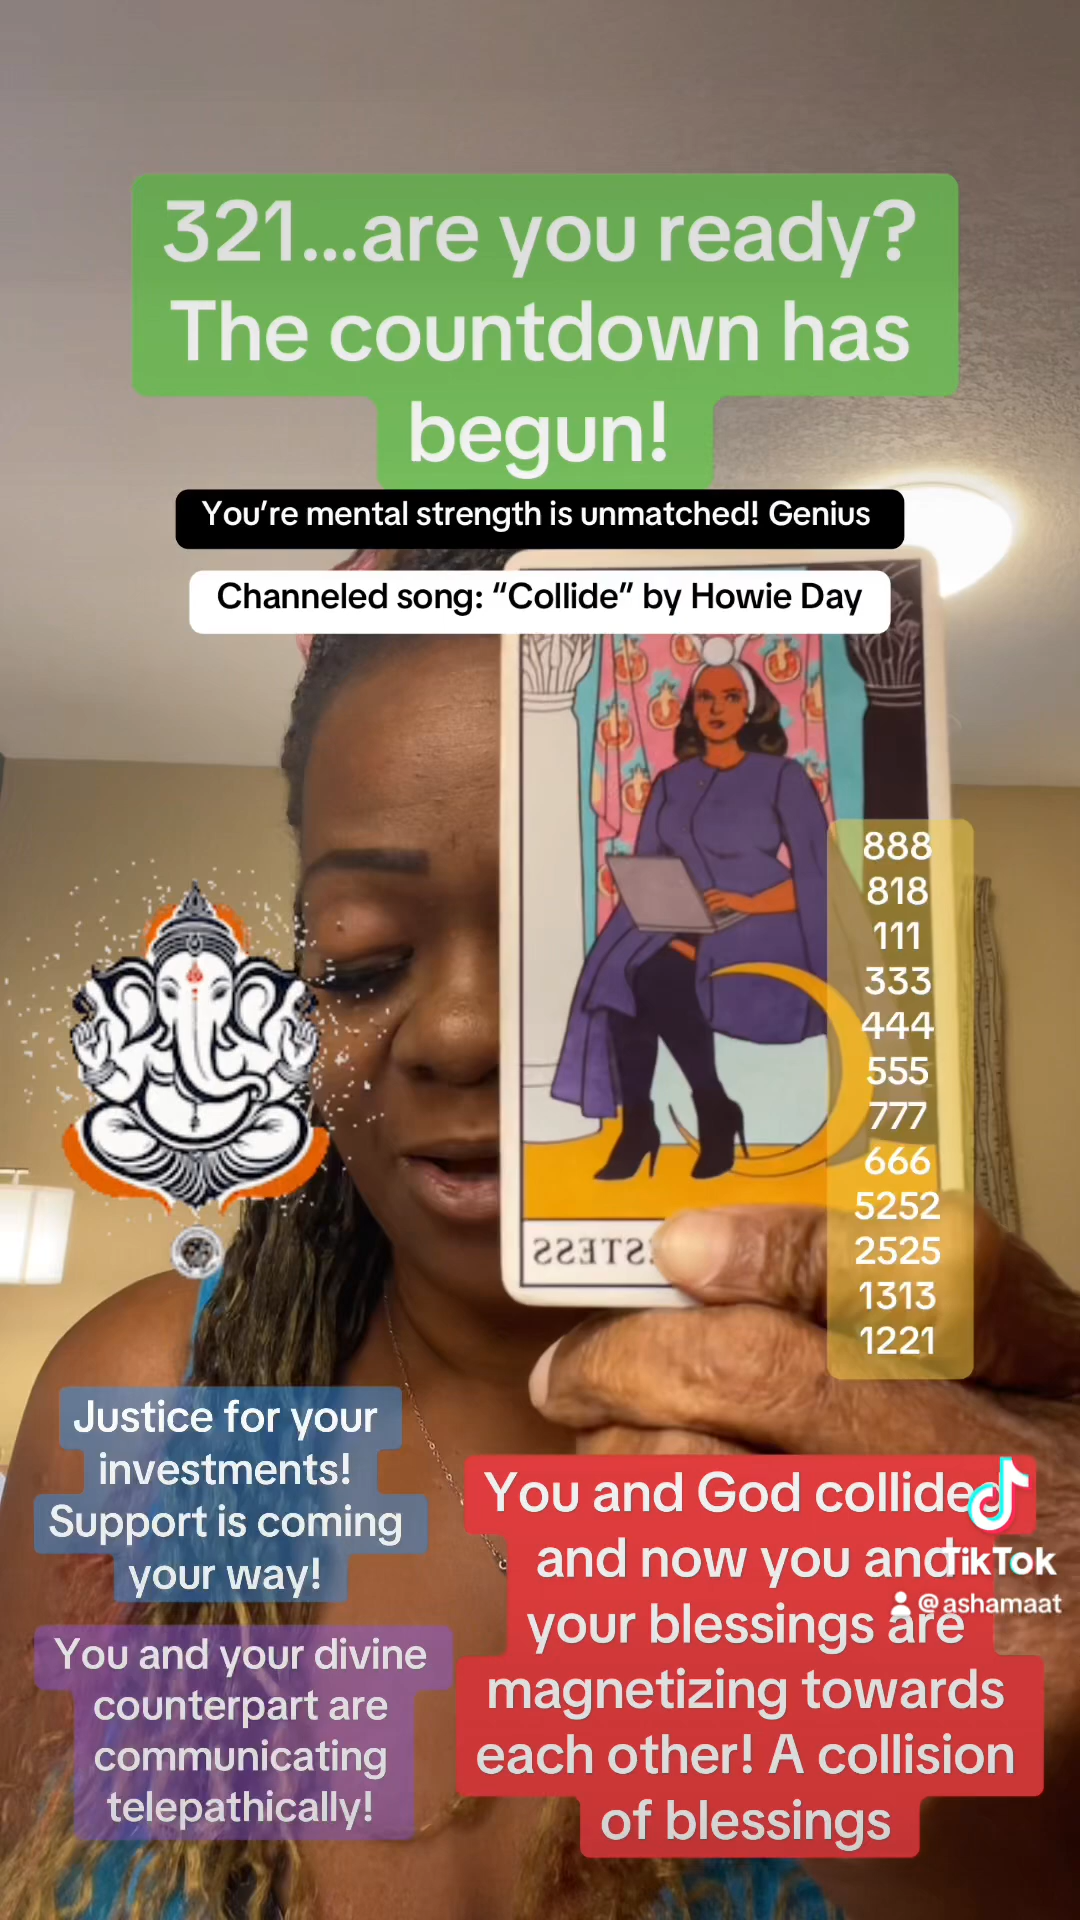 321...are you ready?
The countdown has
begun!
You’re mental strength is unmatched! Genius
Channeled song: “Collide” by Howie Day
888
818
111
333
444
555
777
666
5252
2525
1313
1221
ESTESS
Justice for your
investments!
Support is coming
your way!
You and your divine
counterpart are
communicating
telepathically!
You and God collided
and now you and
your blessings are
magnetizing towards
each other! A collision
of blessings
TikTok
@ashamaat